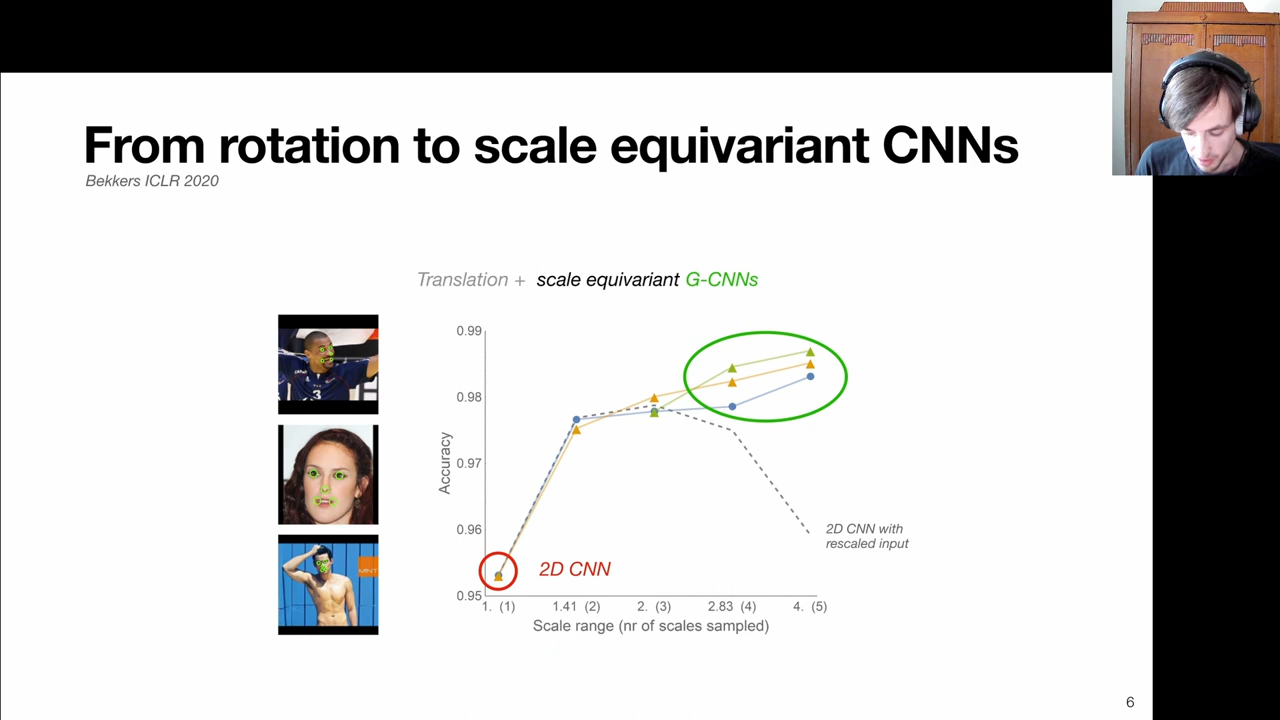 From rotation to scale equivariant CNNs
Bekkers ICLR 2020
Translation + scale equivariant G-CNNs
0.99
0.98
0.97
0.96
0.95
Accuracy
3
2D CNN with
rescaled input
2D CNN
1. (1) 1.41 (2) 2. (3) 2.83 (4) 4. (5)
Scale range (nr of scales sampled)
6